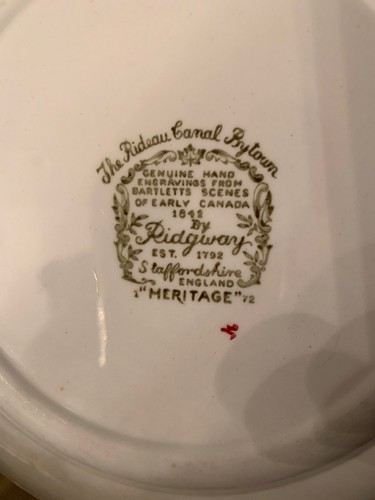 The Rideau Canal Bytown
GENUINE HAND
ENGRAVINGS FROM
BARTLETTS SCENES
OF EARLY CANADA
1842
By
Ridgway
EST. 1792
Staffordshire
ENGLAND
"HERITAGE" 72